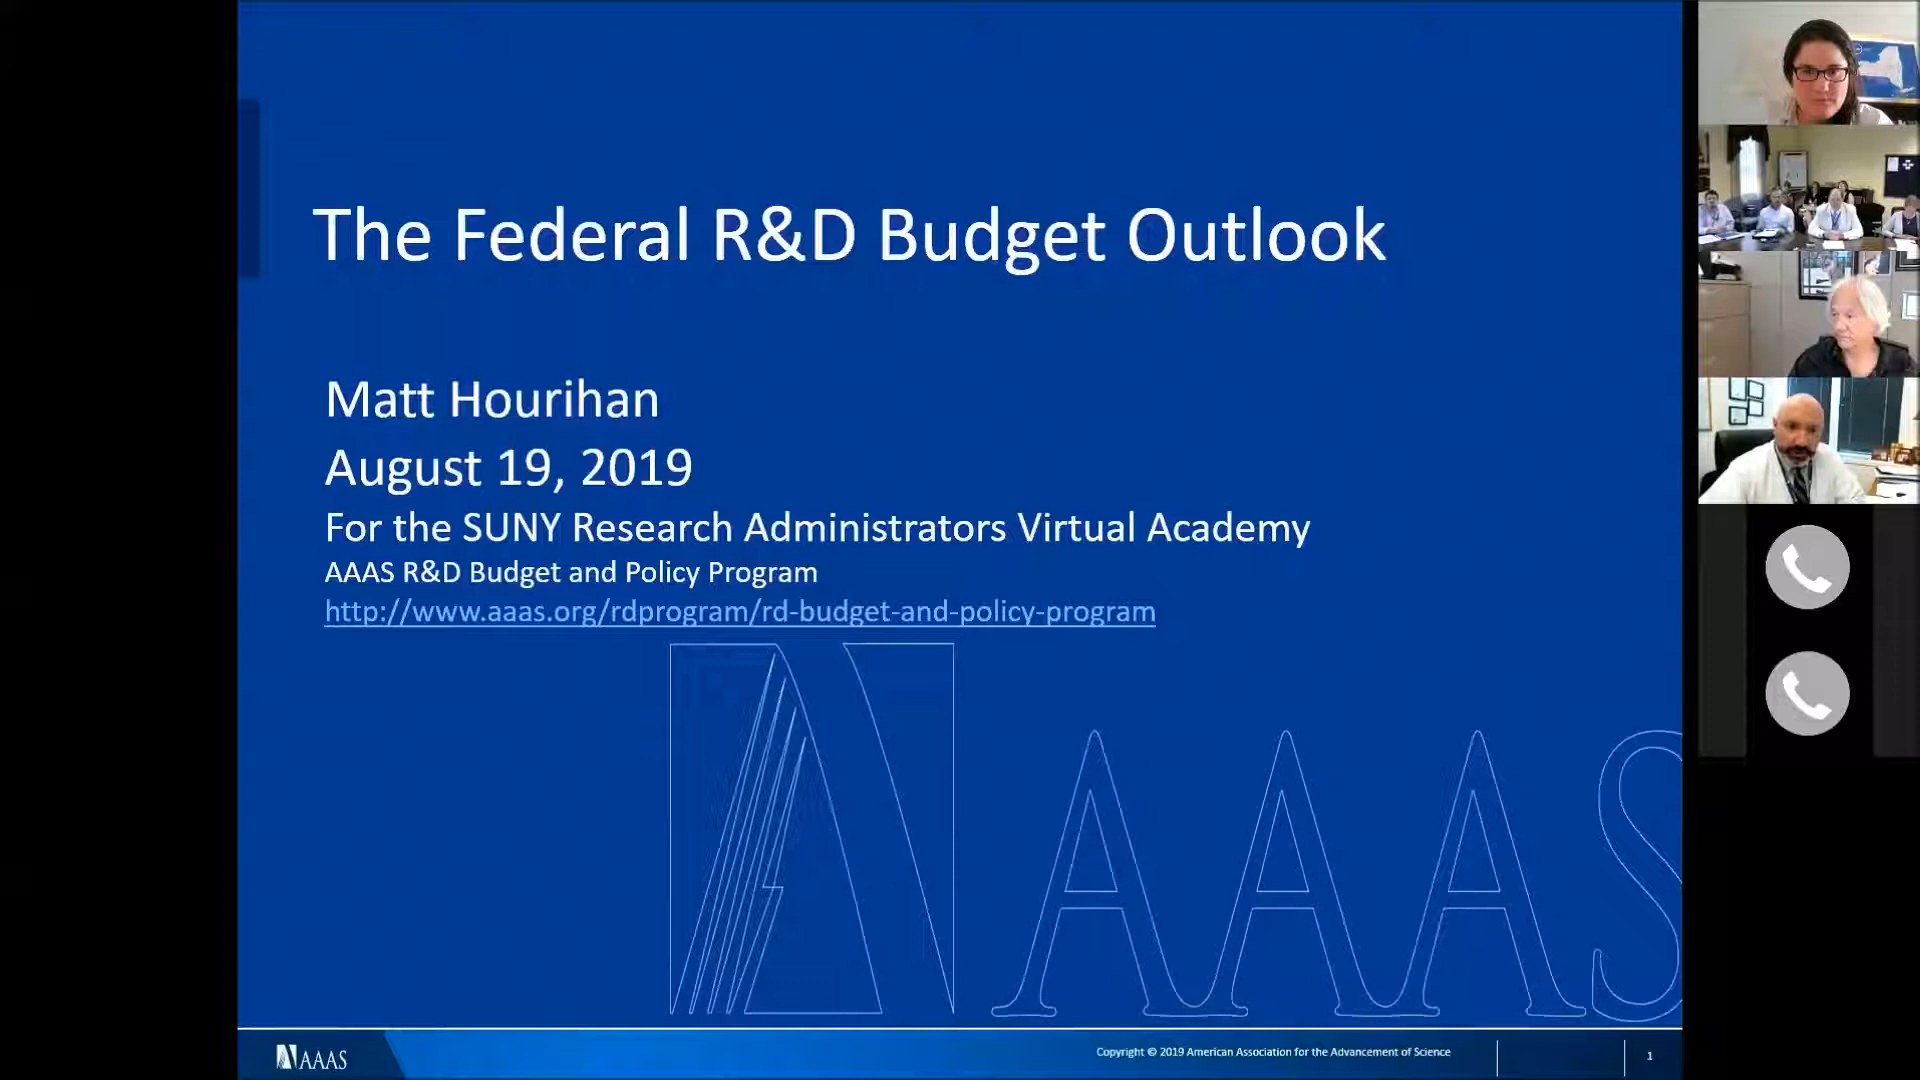 The Federal R&D Budget Outlook
Matt Hourihan
August 19, 2019
For the SUNY Research Administrators Virtual Academy
AAAS R&D Budget and Policy Program
http://www.aaas.org/rdprogram/rd-budget-and-policy-program
AAAS
AAAS
Copyright © 2019 American Association for the Advancement of Science
1